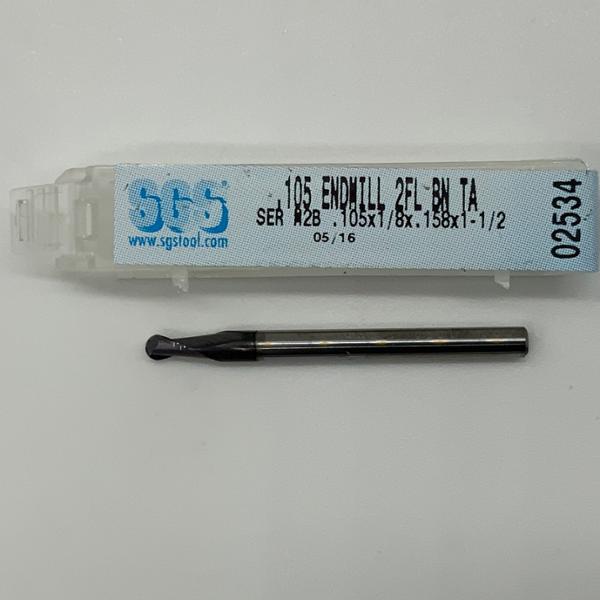 SGS
www.sgstool.com
.105 ENDMILL 2FL BN TA
SER M2B .105x1/8x.158x1-1/2
05/16
02534